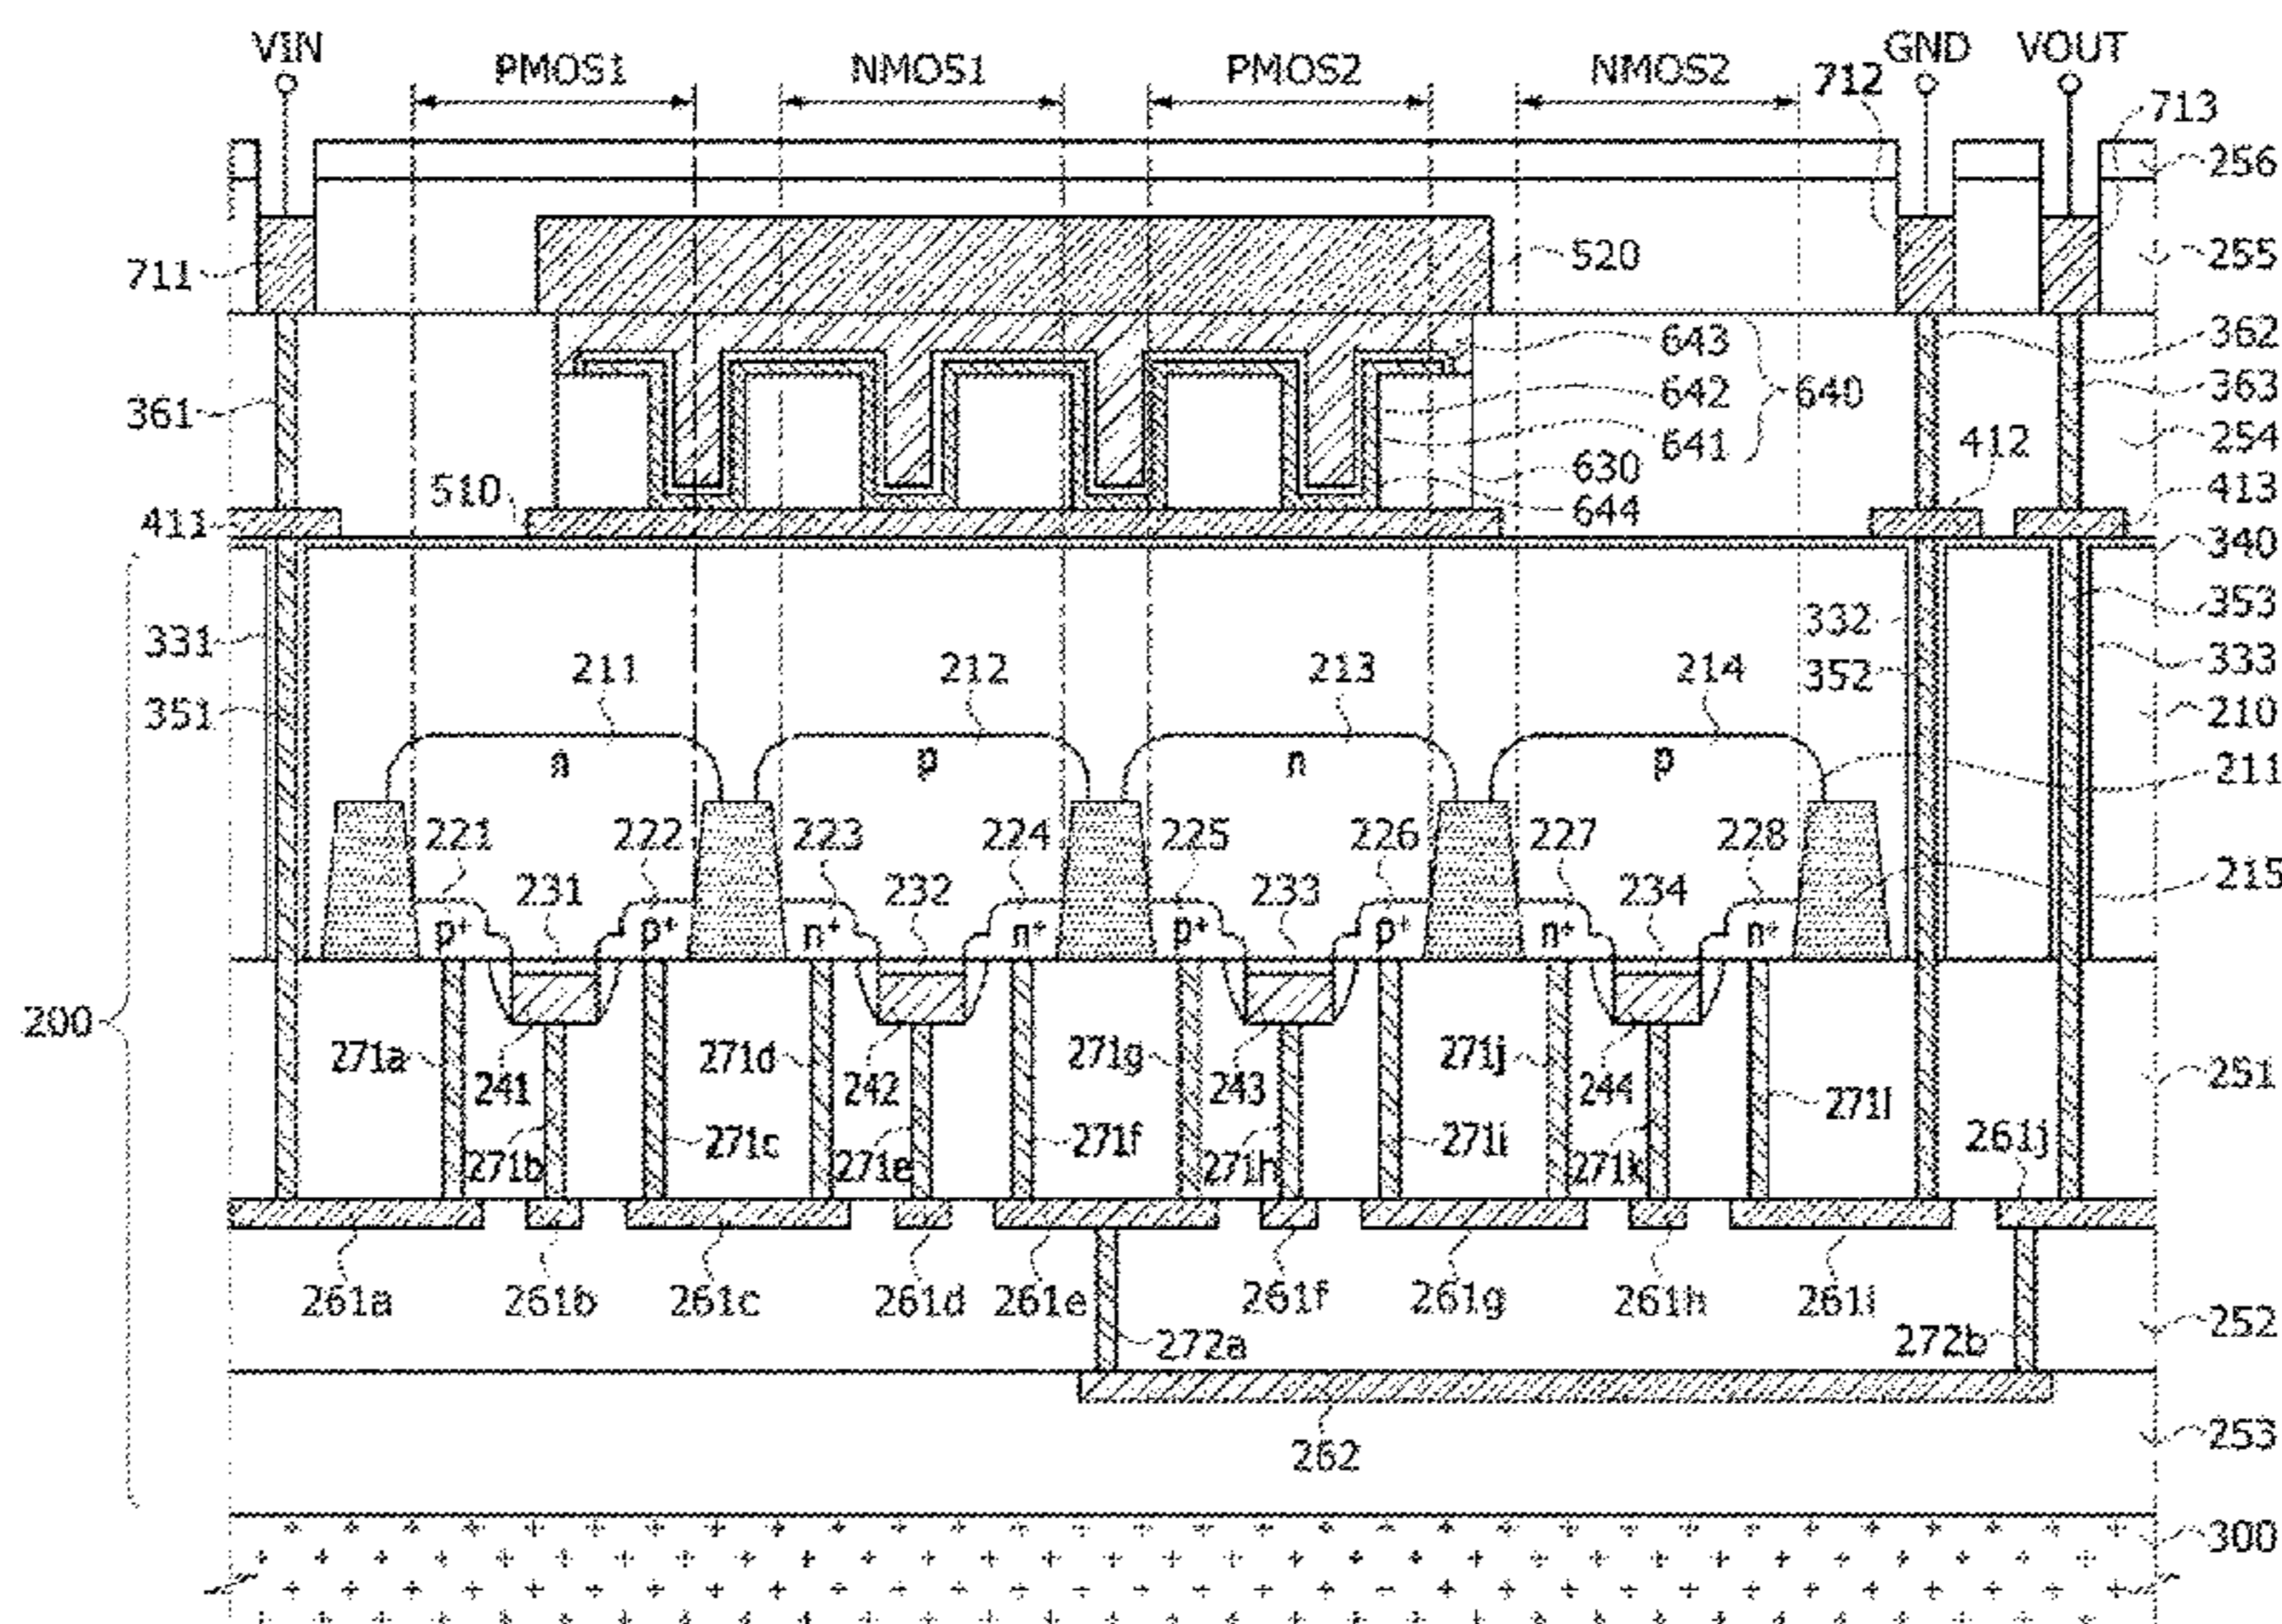 VIN
PMOS1
NMOS1
PMOS2
NMOS2
GND
VOUT
712
713
256
711
520
255
643
362
642
640
363
361
641
254
412
630
510
644
413
411
340
353
331
332
333
211
212
213
214
352
351
210
n
p
n
p
211
221
222
223
224
225
226
227
228
231
232
233
234
215
p+
p+
n+
n+
p+
p+
n+
n+
200
271a
271d
271g
271j
241
242
243
244
251
271l
271b
271c
271e
271f
271h
271i
271k
261j
261a
261b
261c
261d
261e
261f
261g
261h
261i
272a
272b
252
262
253
300